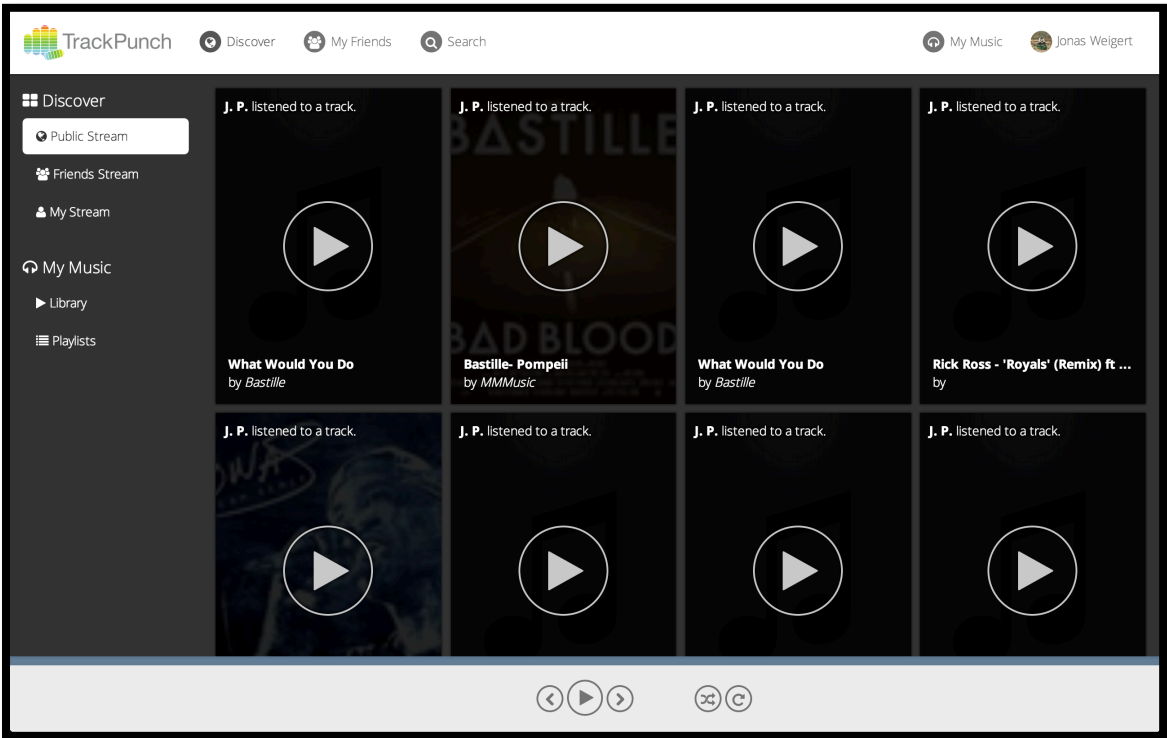 TrackPunch
Discover
My Friends
Search
My Music
Jonas Weigert
Discover
Public Stream
Friends Stream
My Stream
My Music
Library
Playlists
J. P. listened to a track.
What Would You Do
by Bastille
J. P. listened to a track.
BASTILLE
BAD BLOOD
Bastille- Pompeii
by MMMusic
J. P. listened to a track.
What Would You Do
by Bastille
J. P. listened to a track.
Rick Ross - 'Royals' (Remix) ft ...
by
J. P. listened to a track.
J. P. listened to a track.
J. P. listened to a track.
J. P. listened to a track.